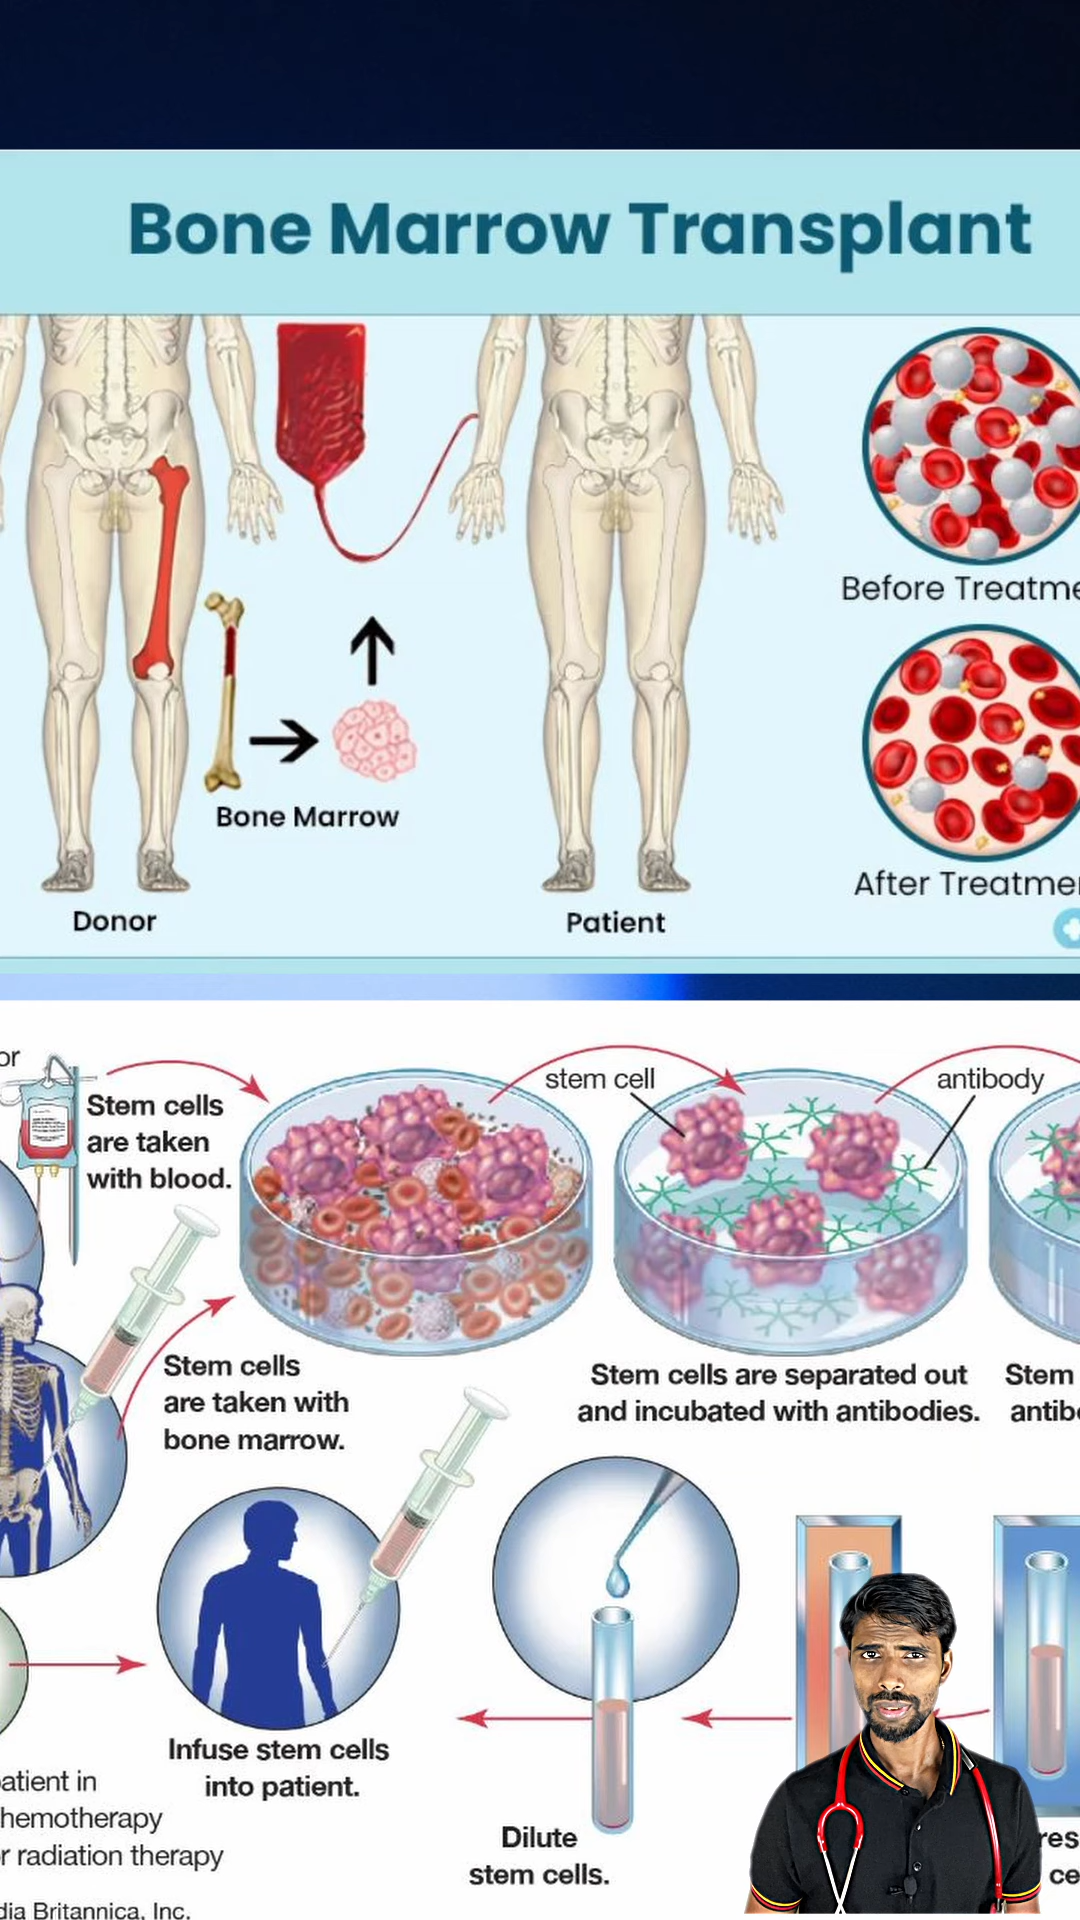 Bone Marrow Transplant
Before Treatme
Bone Marrow
After Treatme
Donor
Patient
or
Stem cells
are taken
with blood.
stem cell
antibody
Stem cells
are taken with
bone marrow.
Stem cells are separated out
and incubated with antibodies.
Stem
antib
Infuse stem cells
into patient.
atient in
hemotherapy
r radiation therapy
Dilute
stem cells.
res
ce
dia Britannica, Inc.